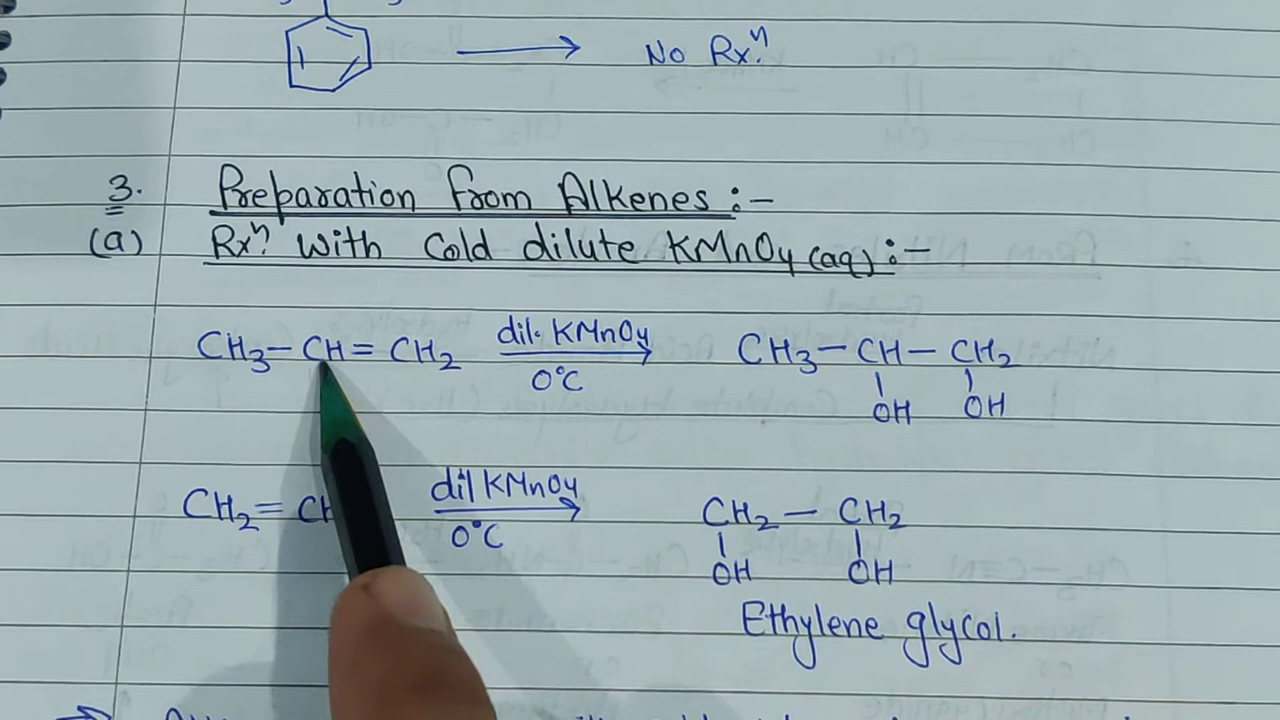 No Rxⁿ.
3. Preparation From Alkenes :-
(a) Rxⁿ. With Cold dilute KMnO₄ (aq) :-
CH₃ - CH = CH₂ dil. KMnO₄ 0°C CH₃ - CH - CH₂
OH OH
CH₂ = CH dil KMnO₄ 0°C CH₂ - CH₂
OH OH
Ethylene glycol.